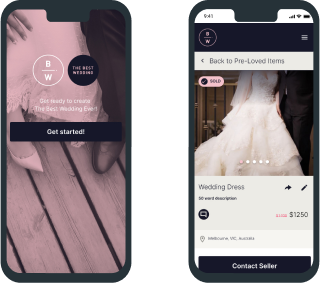 B
W
THE BEST
WEDDING
Get ready to create
The Best Wedding Ever!
Get started!
9:41
B
W
Back to Pre-Loved Items
SOLD
Wedding Dress
50 word description
$1250
Melbourne, VIC, Australia
Contact Seller